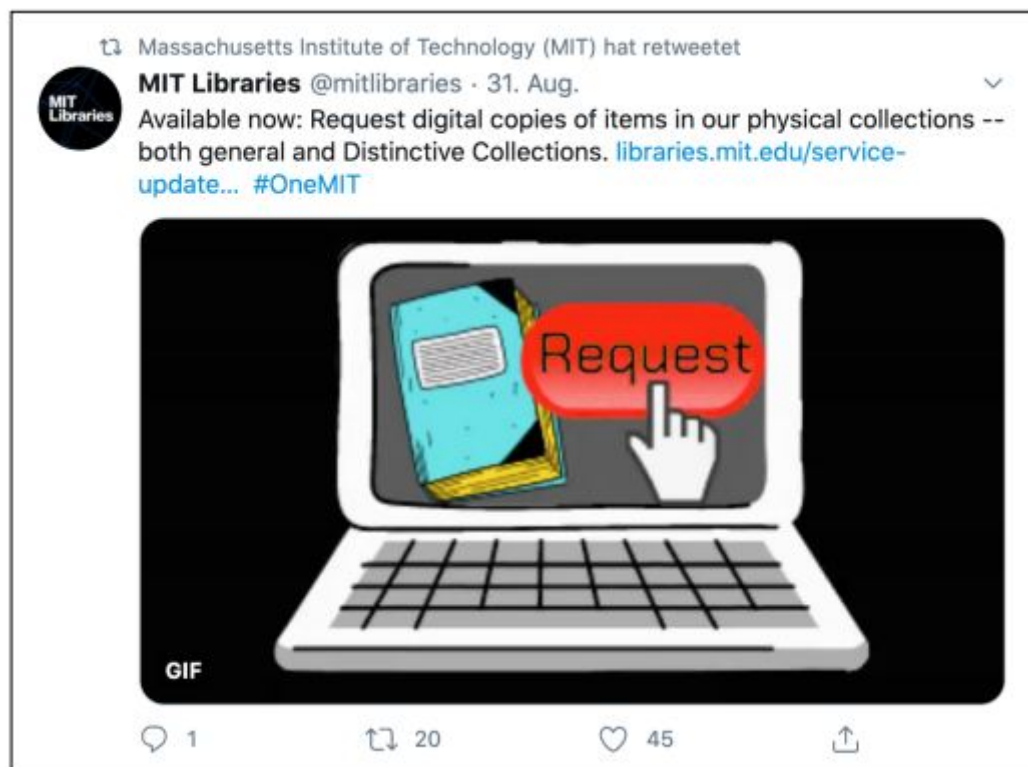 Massachusetts Institute of Technology (MIT) hat retweetet
MIT Libraries @mitlibraries · 31. Aug.
MIT
Libraries
Available now: Request digital copies of items in our physical collections --
both general and Distinctive Collections. libraries.mit.edu/service-
update... #OneMIT
Request
GIF
1 20 45